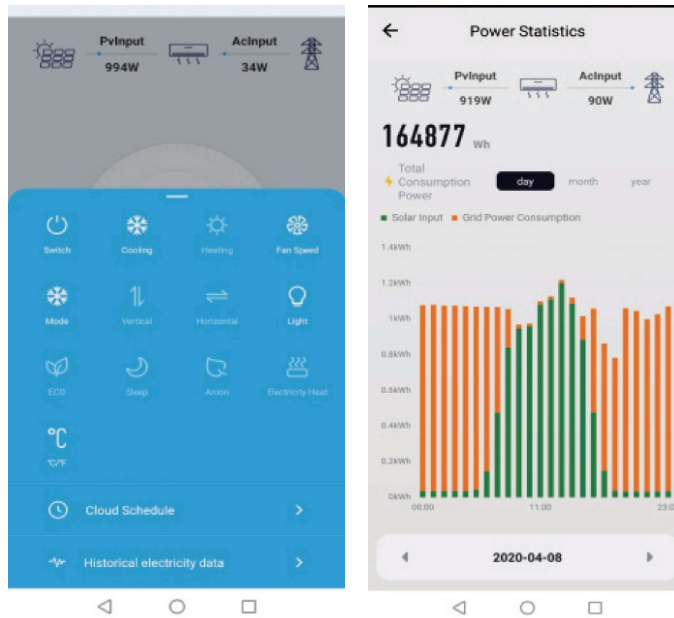 PvInput
994W
AcInput
34W
Switch
Cooling
Heating
Fan Speed
Mode
Vertical
Horizontal
Light
ECO
Sleep
Anion
Electricity Heat
°C
°C/°F
Cloud Schedule
Historical electricity data
Power Statistics
PvInput
919W
AcInput
90W
164877 Wh
Total
Consumption
Power
day
month
year
Solar Input
Grid Power Consumption
1.4kWh
1.2kWh
1kWh
0.8kWh
0.6kWh
0.4kWh
0.2kWh
0kWh
00:00
11:00
23:0
2020-04-08